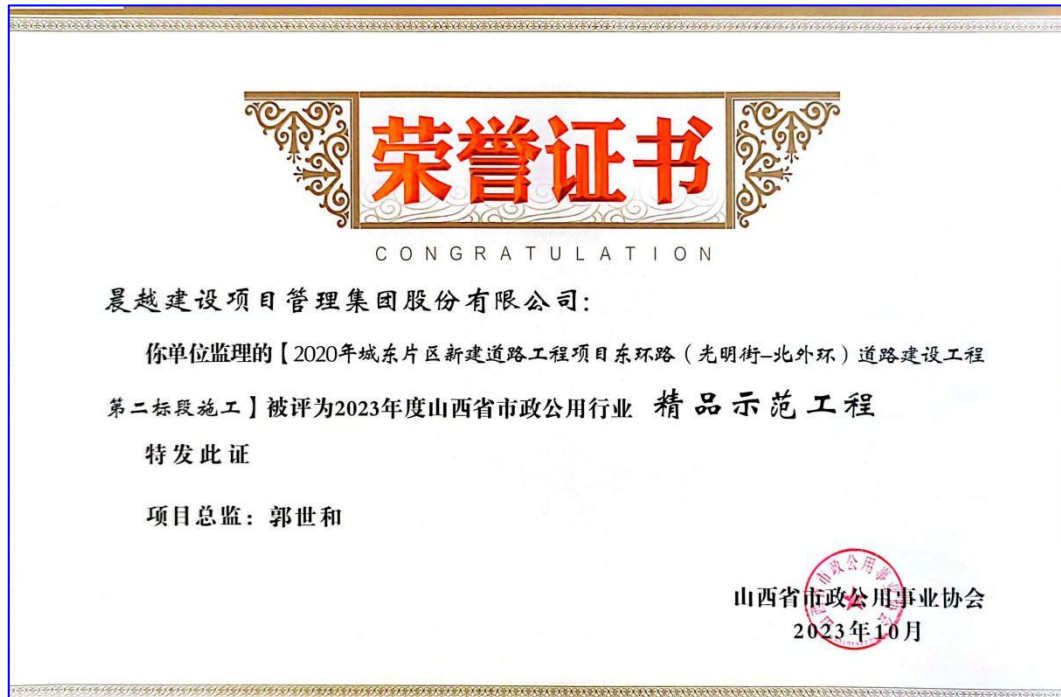 荣誉证书
CONGRATULATION
晨越建设项目管理集团股份有限公司:
你单位监理的【2020年城东片区新建道路工程项目东环路（光明街–北外环）道路建设工程
第二标段施工】被评为2023年度山西省市政公用行业 精品示范工程
特发此证
项目总监：郭世和
山西省市政公用事业协会
2023年10月